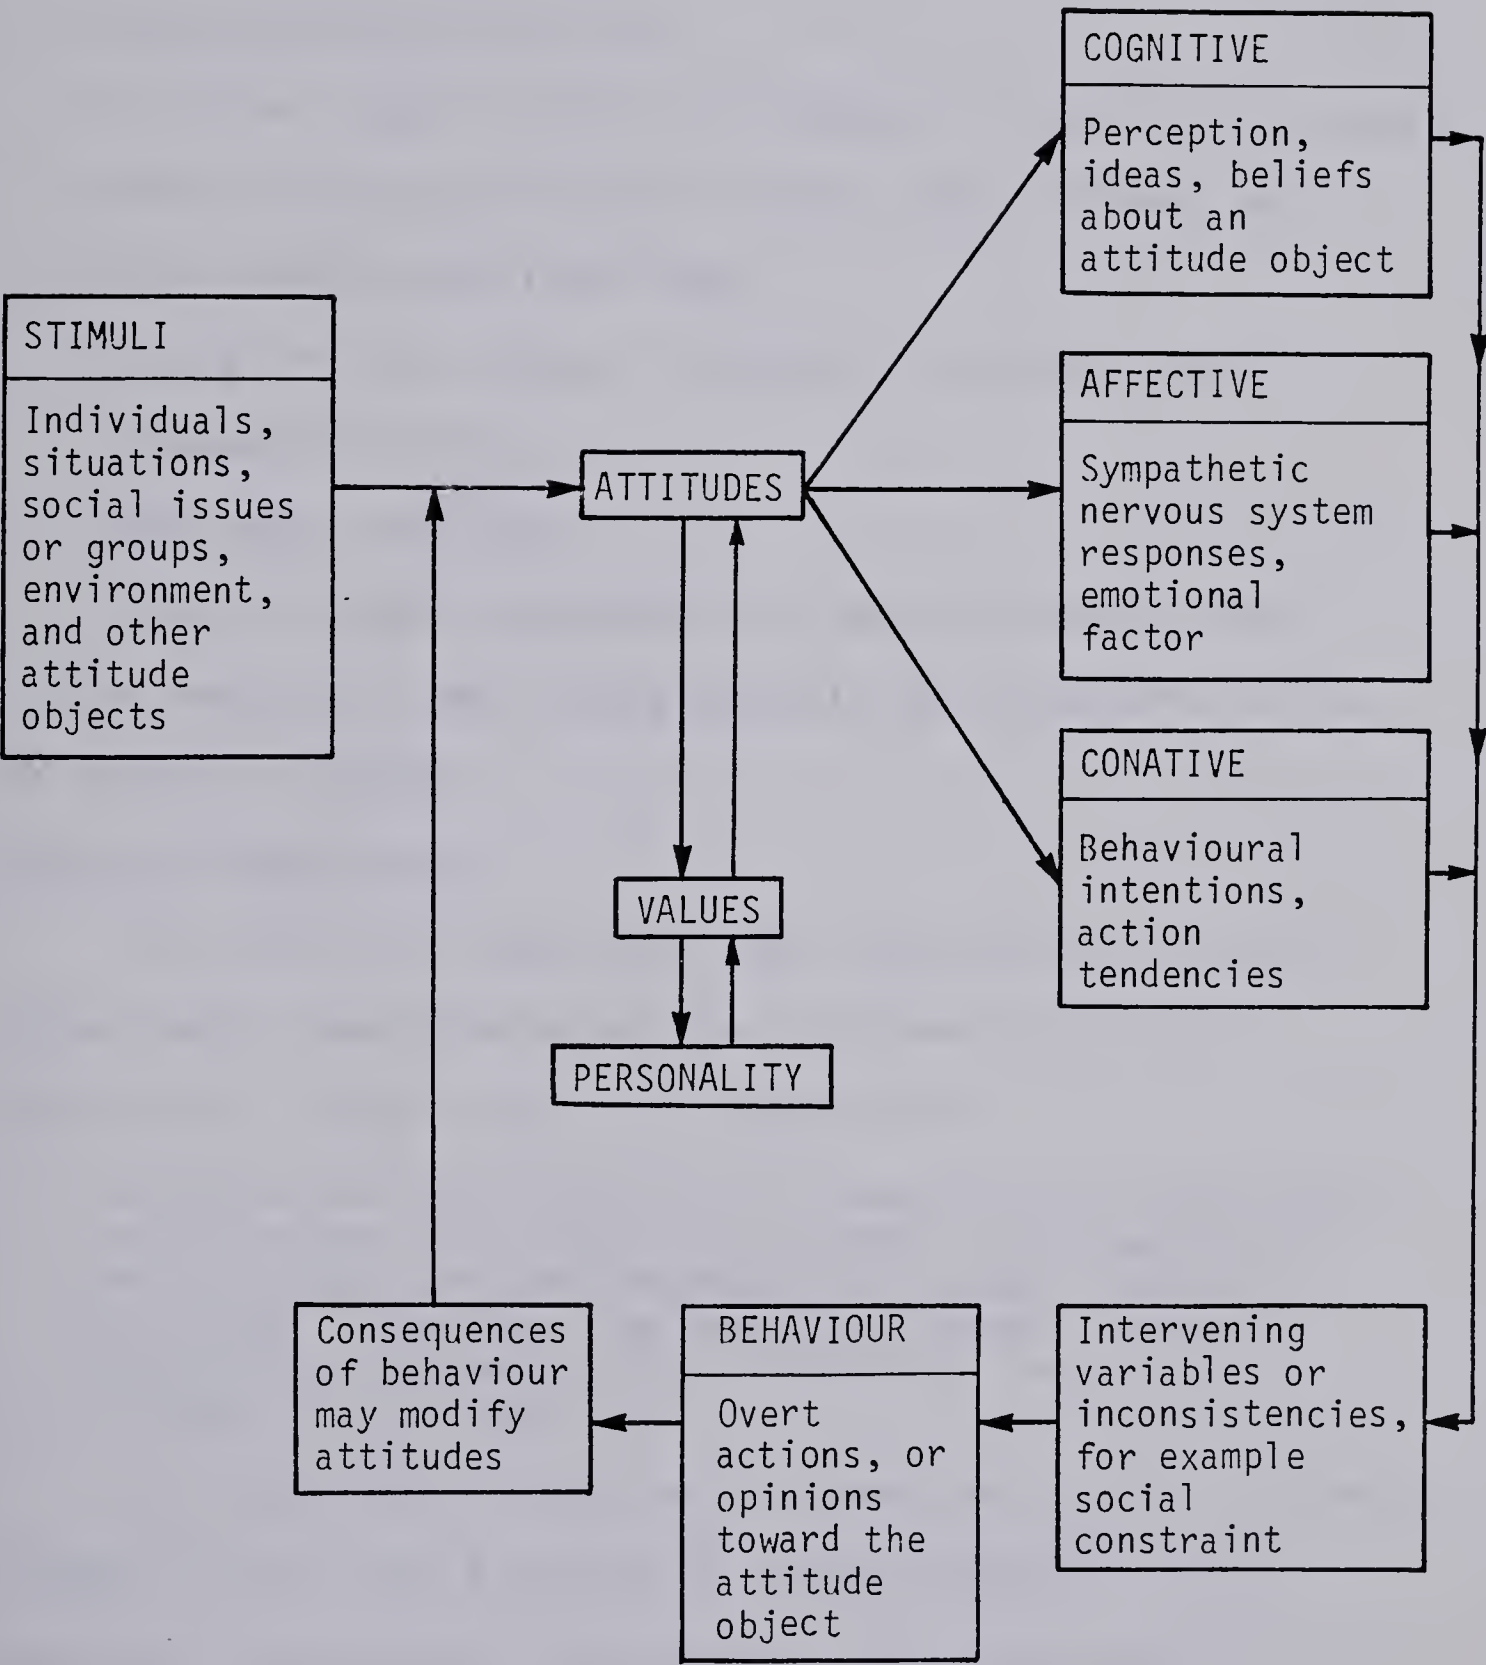 STIMULI
Individuals,
situations,
social issues
or groups,
environment,
and other
attitude
objects
ATTITUDES
VALUES
PERSONALITY
COGNITIVE
Perception,
ideas, beliefs
about an
attitude object
AFFECTIVE
Sympathetic
nervous system
responses,
emotional
factor
CONATIVE
Behavioural
intentions,
action
tendencies
Intervening
variables or
inconsistencies,
for example
social
constraint
BEHAVIOUR
Overt
actions, or
opinions
toward the
attitude
object
Consequences
of behaviour
may modify
attitudes